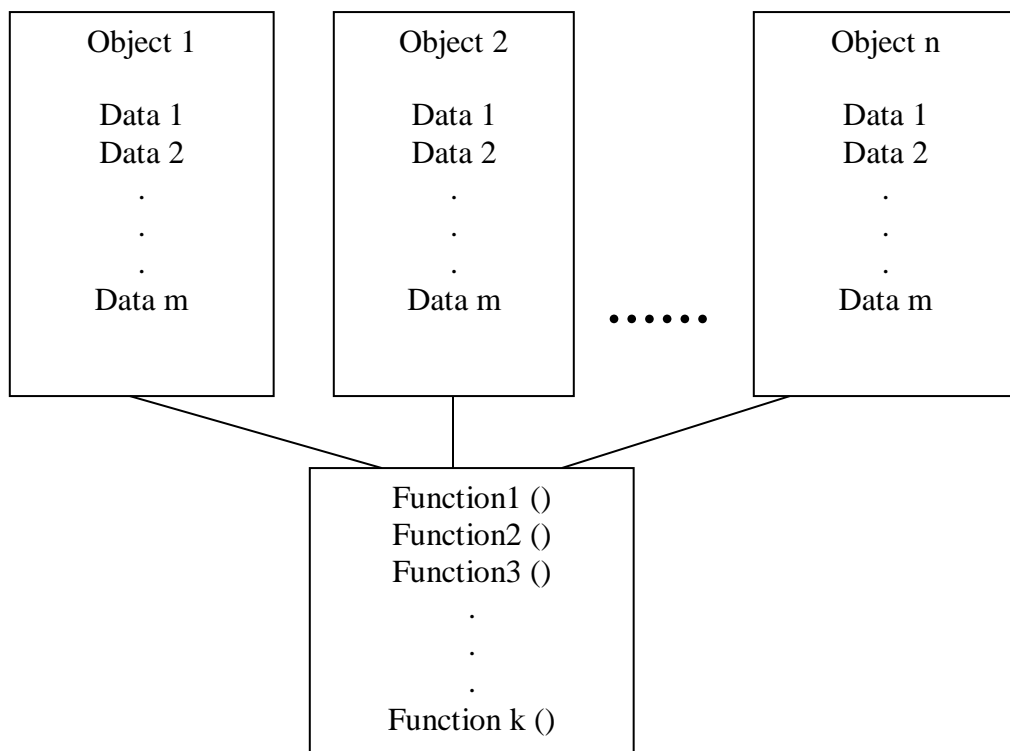 Object 1
Data 1
Data 2
.
.
.
Data m
Object 2
Data 1
Data 2
.
.
.
Data m
......
Object n
Data 1
Data 2
.
.
.
Data m
Function1 ()
Function2 ()
Function3 ()
.
.
.
Function k ()